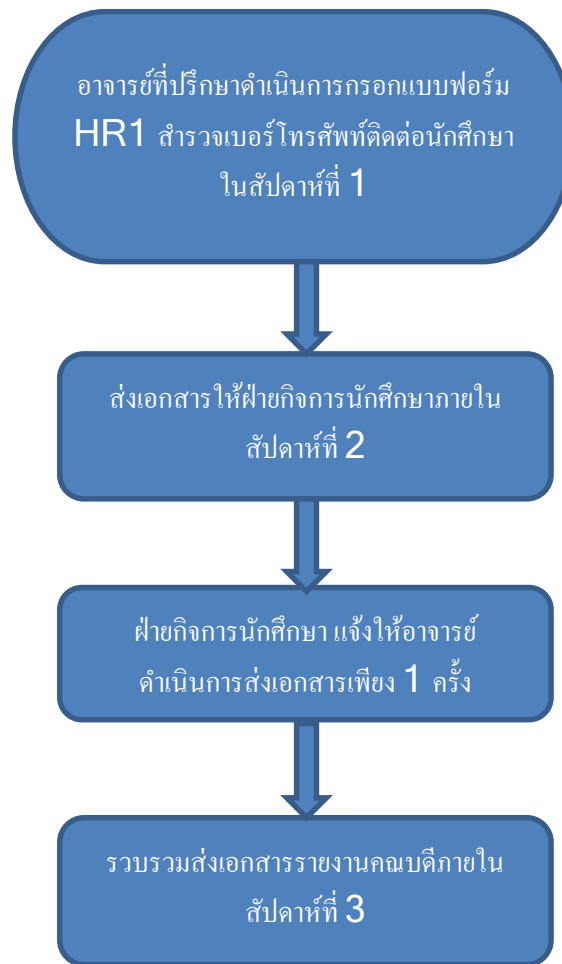 อาจารย์ที่ปรึกษาดำเนินการกรอกแบบฟอร์ม
HR1 สำรวจเบอร์โทรศัพท์ติดต่อนักศึกษา
ในสัปดาห์ที่ 1
ส่งเอกสารให้ฝ่ายกิจการนักศึกษาภายใน
สัปดาห์ที่ 2
ฝ่ายกิจการนักศึกษา แจ้งให้อาจารย์
ดำเนินการส่งเอกสารเพียง 1 ครั้ง
รวบรวมส่งเอกสารรายงานคณบดีภายใน
สัปดาห์ที่ 3